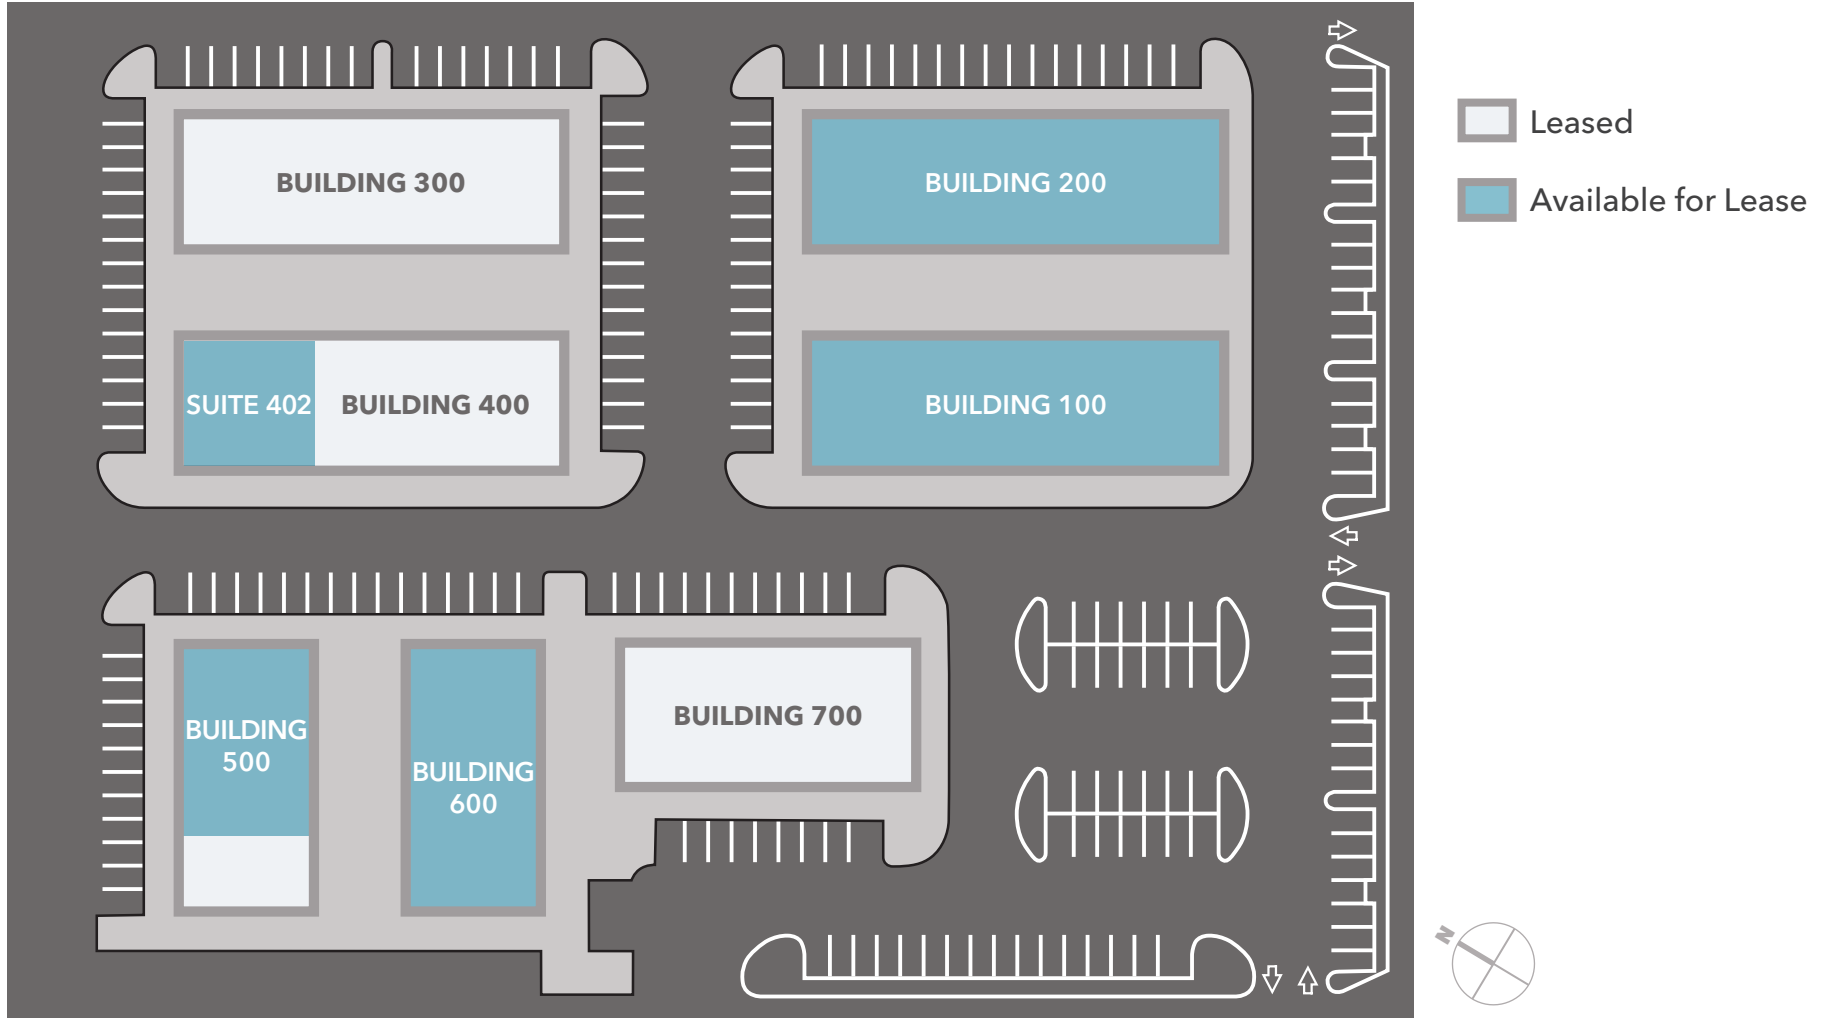 BUILDING 300
BUILDING 200
Leased
Available for Lease
SUITE 402
BUILDING 400
BUILDING 100
BUILDING
500
BUILDING
600
BUILDING 700
N